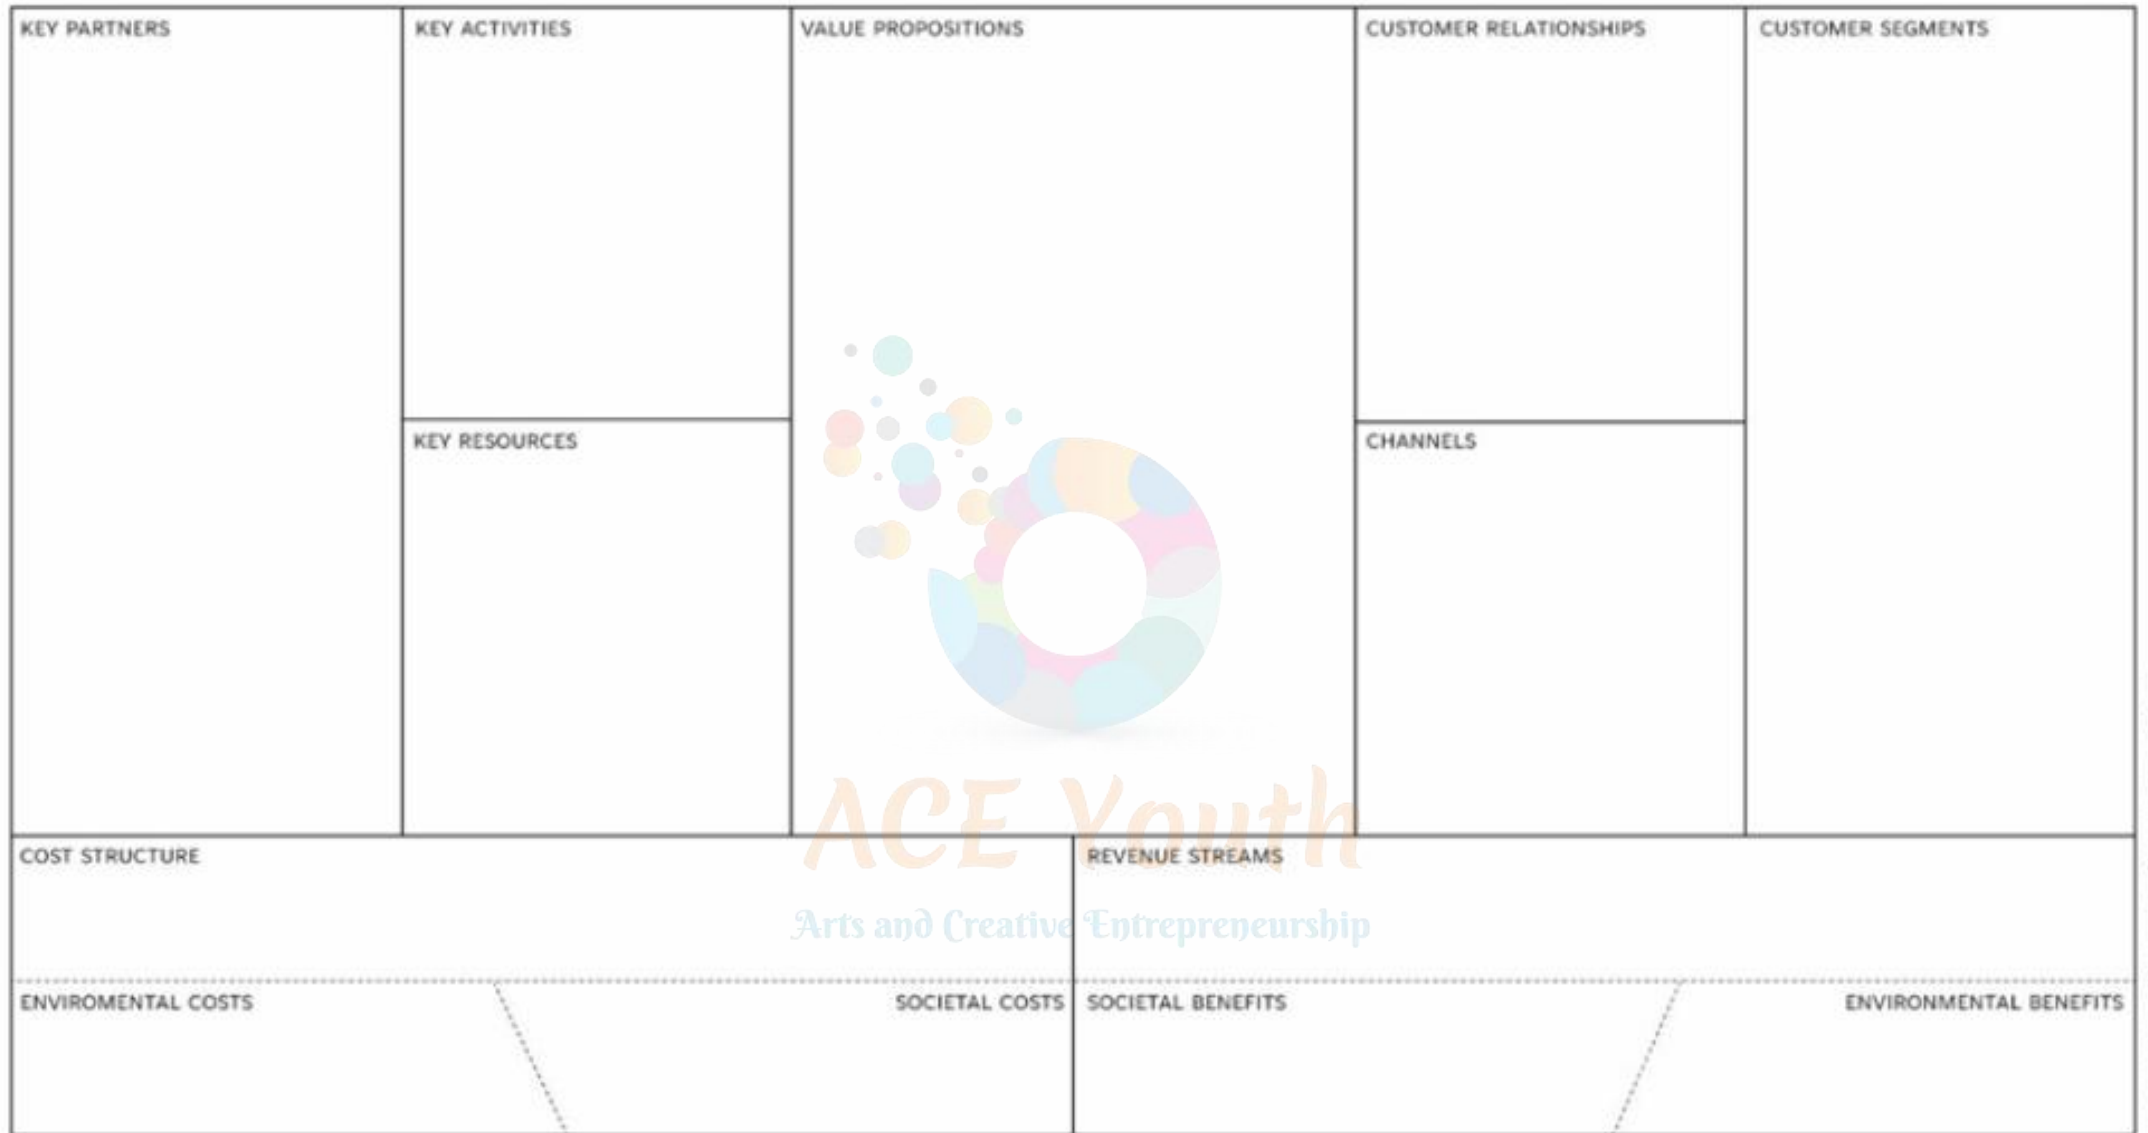 KEY PARTNERS
KEY ACTIVITIES
VALUE PROPOSITIONS
CUSTOMER RELATIONSHIPS
CUSTOMER SEGMENTS
KEY RESOURCES
CHANNELS
ACE Youth
Arts and Creative Entrepreneurship
COST STRUCTURE
REVENUE STREAMS
ENVIROMENTAL COSTS
SOCIETAL COSTS
SOCIETAL BENEFITS
ENVIRONMENTAL BENEFITS